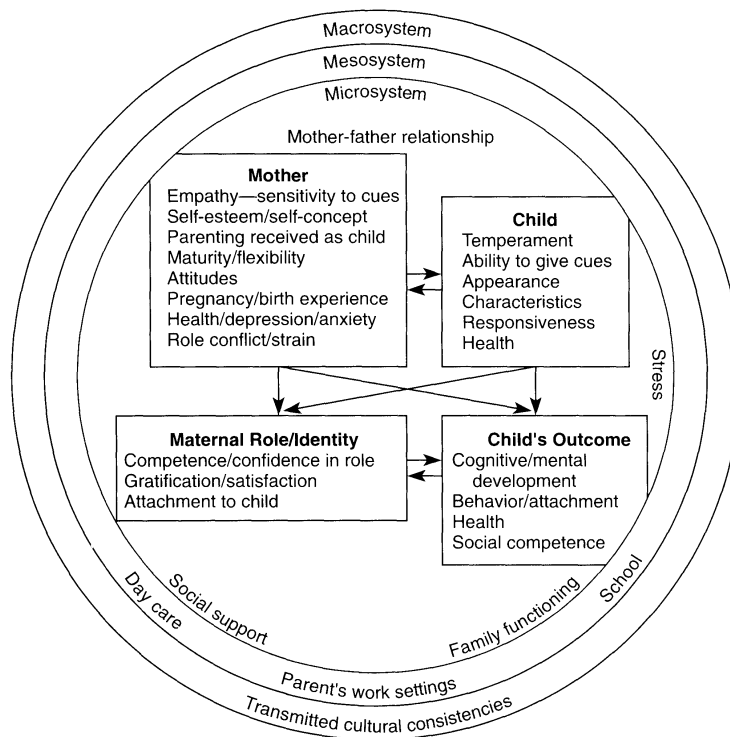 Macrosystem
Mesosystem
Microsystem
Mother-father relationship
Mother
Empathy—sensitivity to cues
Self-esteem/self-concept
Parenting received as child
Maturity/flexibility
Attitudes
Pregnancy/birth experience
Health/depression/anxiety
Role conflict/strain
Child
Temperament
Ability to give cues
Appearance
Characteristics
Responsiveness
Health
Stress
Maternal Role/Identity
Competence/confidence in role
Gratification/satisfaction
Attachment to child
Child's Outcome
Cognitive/mental
development
Behavior/attachment
Health
Social competence
Social support
Family functioning
Day care
School
Parent's work settings
Transmitted cultural consistencies